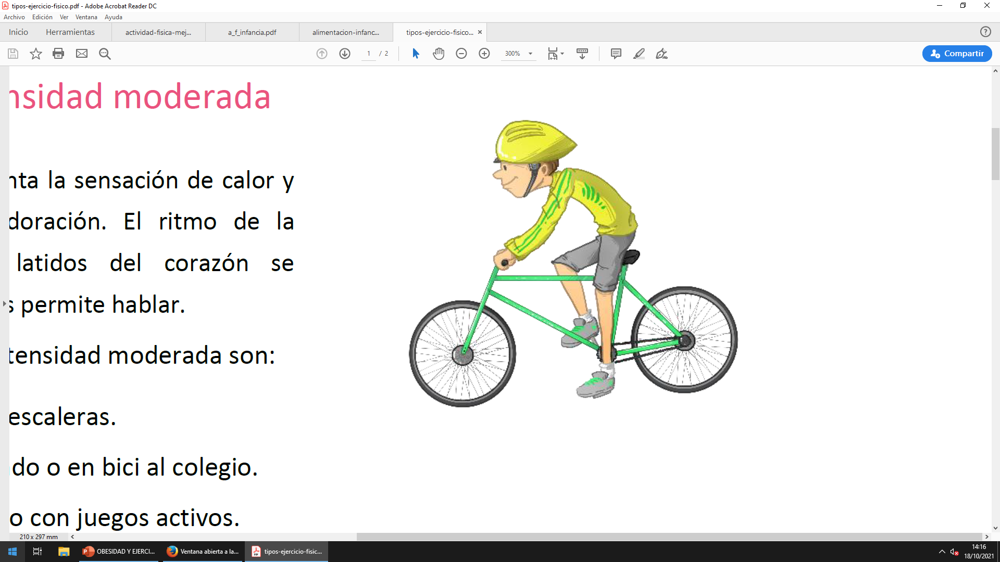 tipos-ejercicio-fisico.pdf - Adobe Acrobat Reader DC
Archivo Edición Ver Ventana Ayuda
Inicio Herramientas actividad-fisica-mej... a_f_infancia.pdf alimentacion-infanc... tipos-ejercicio-fisico... ×
1 / 2 300% Compartir
nsidad moderada
nta la sensación de calor y
doración. El ritmo de la
latidos del corazón se
s permite hablar.
tensidad moderada son:
escaleras.
do o en bici al colegio.
o con juegos activos.
210 x 297 mm
OBESIDAD Y EJERCI... Ventana abierta a la... tipos-ejercicio-fisic... 14:16
18/10/2021